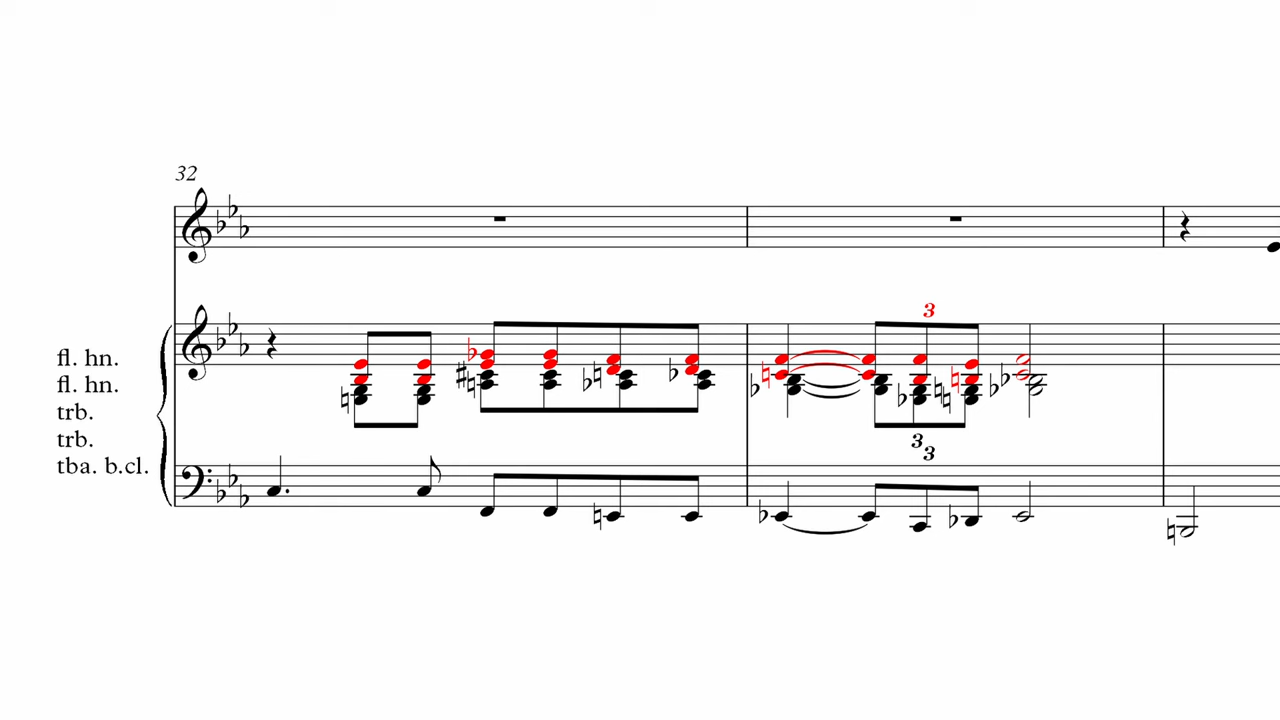 32
3
fl. hn.
fl. hn.
trb.
trb.
tba. b.cl.
3
3